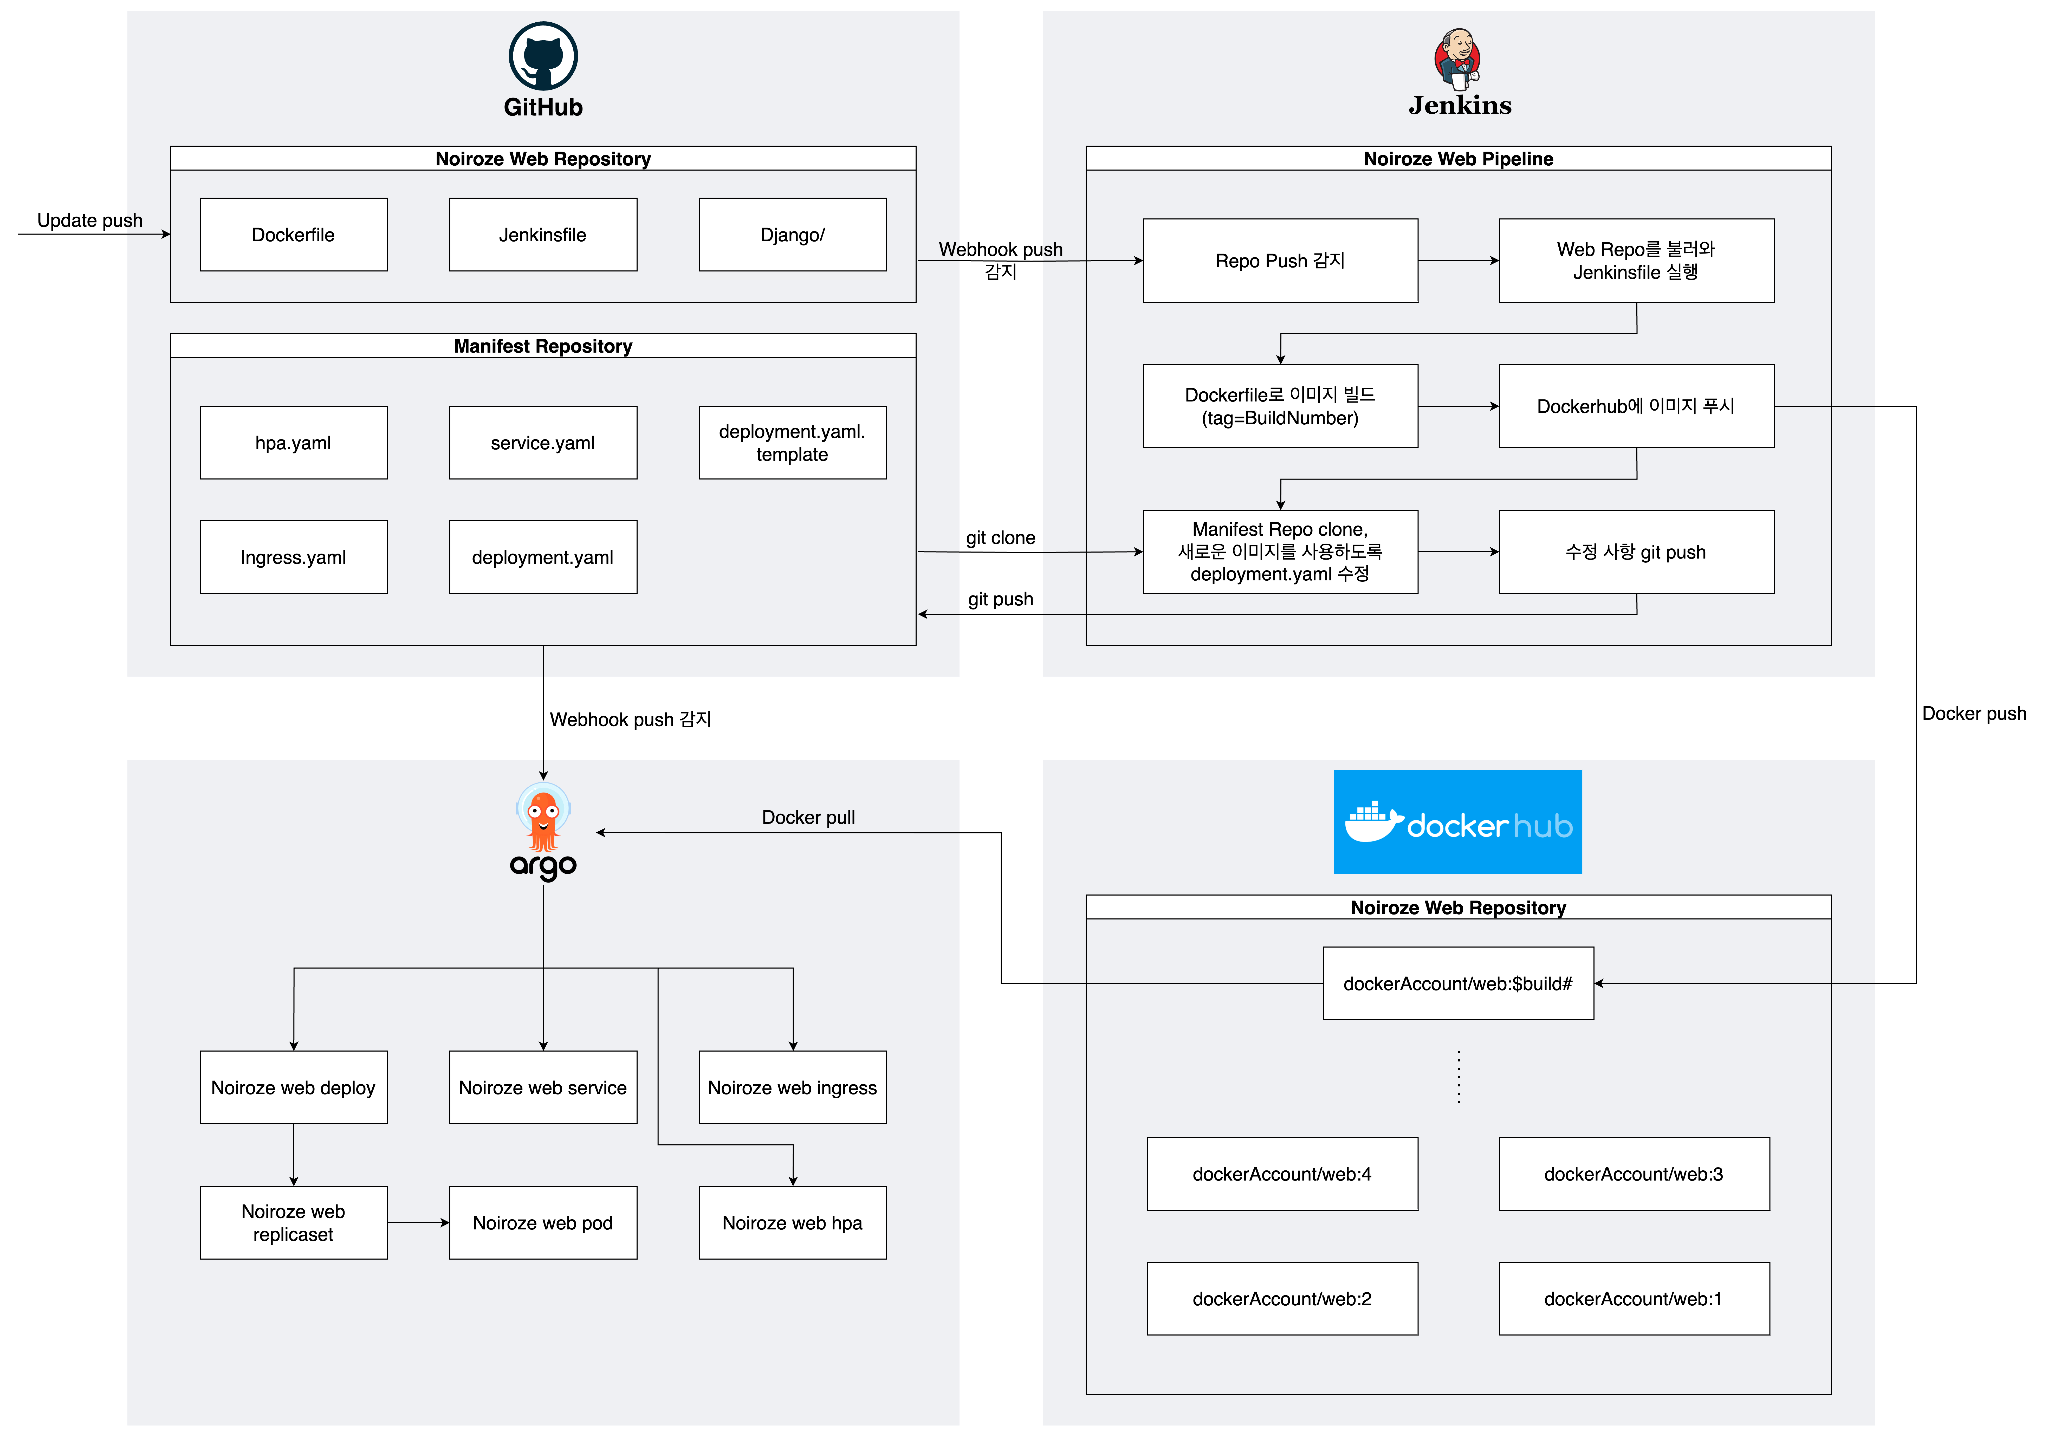 GitHub
Noiroze Web Repository
Update push
Dockerfile
Jenkinsfile
Django/
Manifest Repository
hpa.yaml
service.yaml
deployment.yaml.
template
Ingress.yaml
deployment.yaml
Webhook push
감지
git clone
git push
Jenkins
Noiroze Web Pipeline
Repo Push 감지
Web Repo를 불러와
Jenkinsfile 실행
Dockerfile로 이미지 빌드
(tag=BuildNumber)
Dockerhub에 이미지 푸시
Manifest Repo clone,
새로운 이미지를 사용하도록
deployment.yaml 수정
수정 사항 git push
Webhook push 감지
Docker push
argo
Docker pull
Noiroze web deploy
Noiroze web service
Noiroze web ingress
Noiroze web
replicaset
Noiroze web pod
Noiroze web hpa
docker hub
Noiroze Web Repository
dockerAccount/web:$build#
dockerAccount/web:4
dockerAccount/web:3
dockerAccount/web:2
dockerAccount/web:1